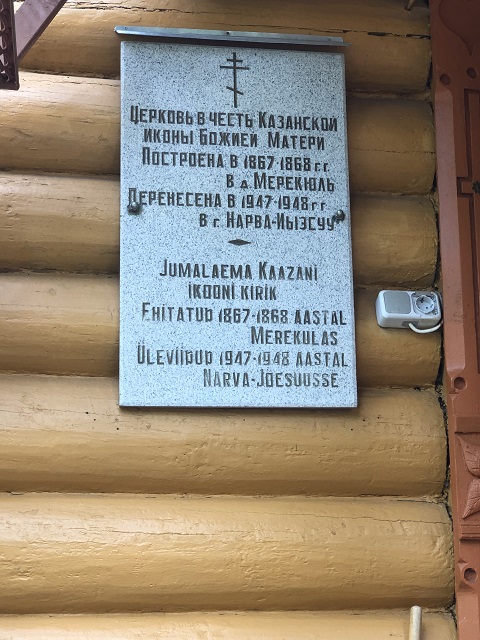 Церковь в честь Казанской
иконы Божией Матери
Построена в 1867-1868 г.г.
в д. Мерекюль
Перенесена в 1947-1948 г.г.
в г. Нарва-Йыэсуу
Jumalaema Kaazani
ikooni kirik
Ehitatud 1867-1868 aastal
Merekulas
Üleviidud 1947-1948 aastal
Narva-Joesuusse